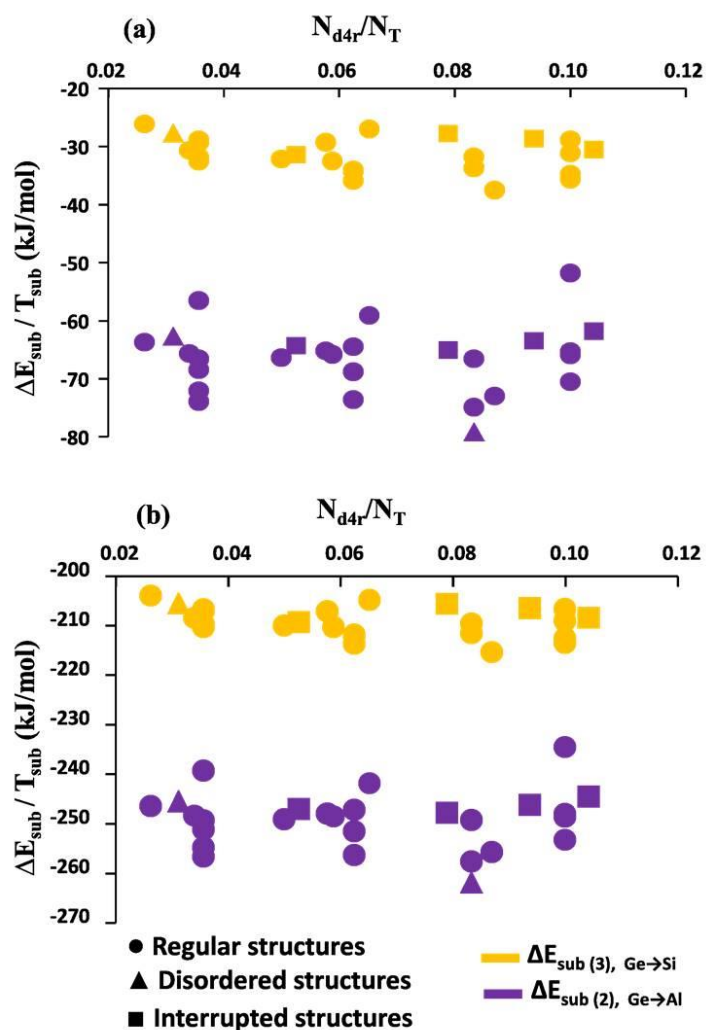 (a)
N_d4r/N_T
0.02 0.04 0.06 0.08 0.10 0.12
-20
-30
-40
-50
-60
-70
-80
ΔE_sub / T_sub (kJ/mol)
(b)
N_d4r/N_T
0.02 0.04 0.06 0.08 0.10 0.12
-200
-210
-220
-230
-240
-250
-260
-270
ΔE_sub / T_sub (kJ/mol)
Regular structures
Disordered structures
Interrupted structures
ΔE_sub (3), Ge→Si
ΔE_sub (2), Ge→Al